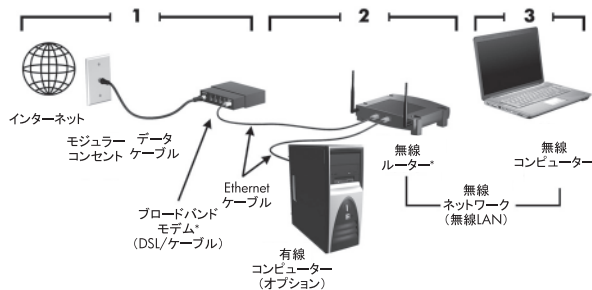 1
2
3
インターネット
モジュラー
コンセント
データ
ケーブル
ブロードバンド
モデム*
(DSL/ケーブル)
Ethernet
ケーブル
有線
コンピューター
(オプション)
無線
ルーター*
無線
ネットワーク
(無線LAN)
無線
コンピューター